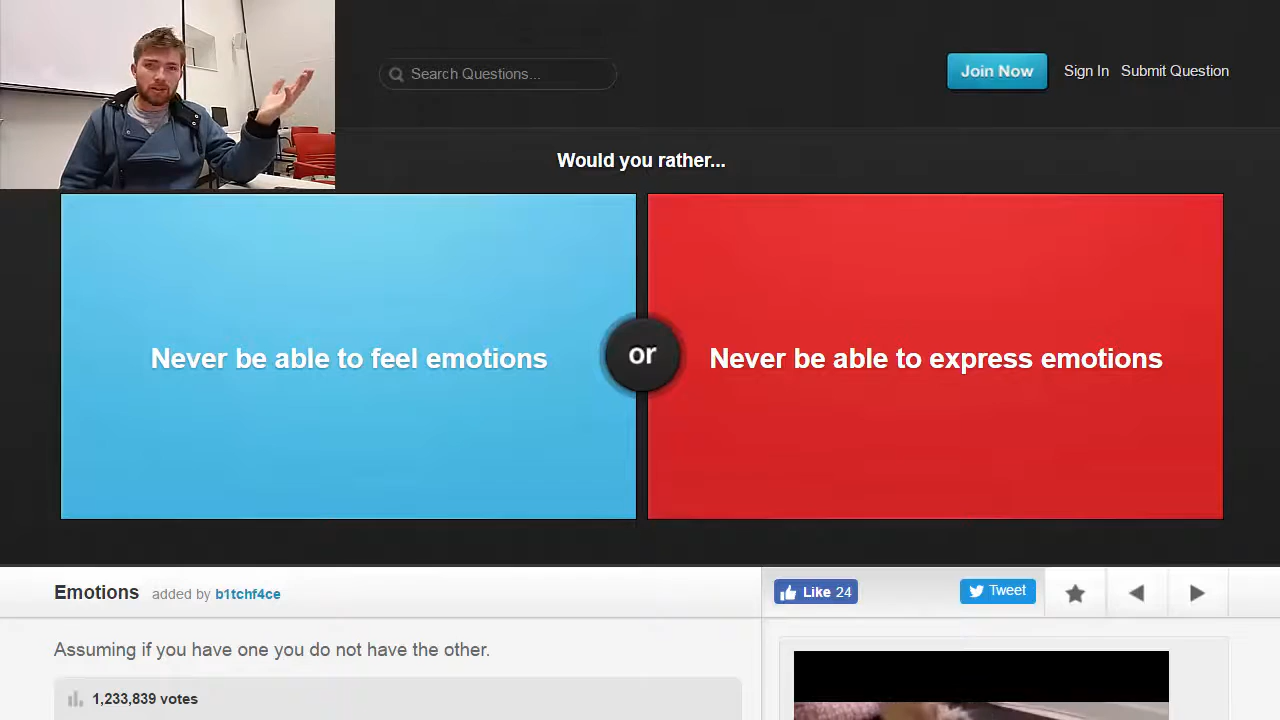 Search Questions...
Join Now
Sign In
Submit Question
Would you rather...
Never be able to feel emotions
or
Never be able to express emotions
Emotions added by b1tchf4ce
Like 24
Tweet
Assuming if you have one you do not have the other.
1,233,839 votes